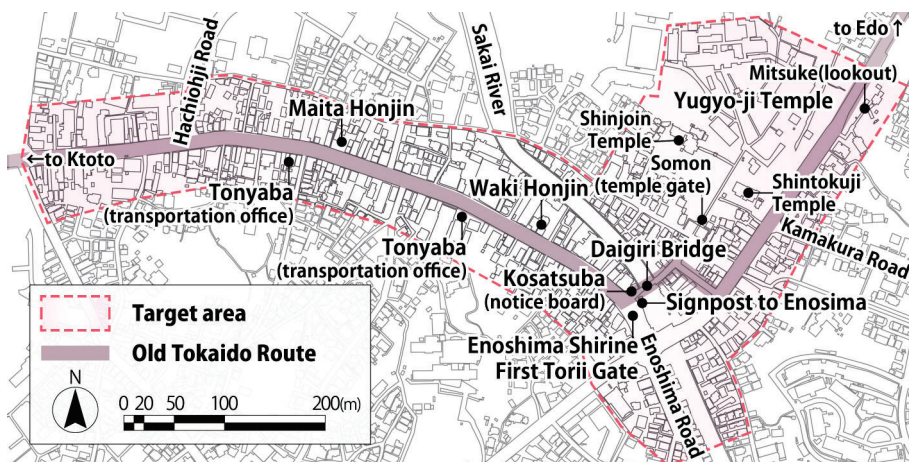 to Edo ↑
Mitsuke(lookout)
Yugyo-ji Temple
Hachiohji Road
Sakai River
Maita Honjin
Shinjoin
Temple
Somon
(temple gate)
Shintokuji
Temple
←to Ktoto
Tonyaba
(transportation office)
Waki Honjin
Tonyaba
(transportation office)
Daigiri Bridge
Kamakura Road
Kosatsuba
(notice board)
Signpost to Enosima
Enoshima Shirine
First Torii Gate
Enoshima Road
Target area
Old Tokaido Route
N
0 20 50 100 200(m)